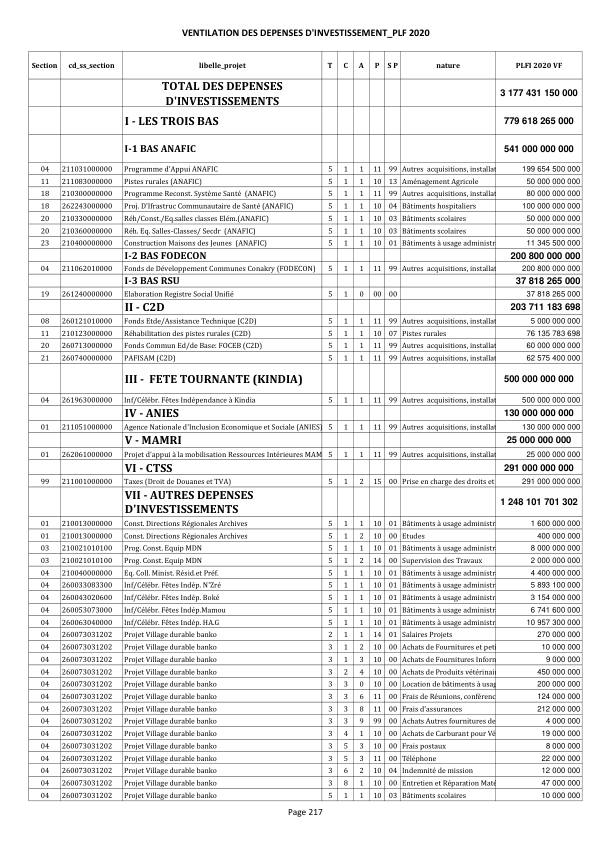 VENTILATION DES DEPENSES D'INVESTISSEMENT_PLF 2020
Section cd_ss_section libelle_projet T C A P S P nature PLFI 2020 VF
TOTAL DES DEPENSES
D'INVESTISSEMENTS 3 177 431 150 000
I - LES TROIS BAS 779 618 265 000
I-1 BAS ANAFIC 541 000 000 000
04 211031000000 Programme d'Appui ANAFIC 5 1 1 11 99 Autres acquisitions, installat 199 654 500 000
11 211083000000 Pistes rurales (ANAFIC) 5 1 1 10 13 Aménagement Agricole 50 000 000 000
18 210300000000 Programme Reconst. Système Santé (ANAFIC) 5 1 1 11 99 Autres acquisitions, installat 80 000 000 000
18 262243000000 Proj. D'Ifrastruc Communautaire de Santé (ANAFIC) 5 1 1 10 04 Bâtiments hospitaliers 100 000 000 000
20 210330000000 Réh/Const./Eq.salles classes Elém.(ANAFIC) 5 1 1 10 03 Bâtiments scolaires 50 000 000 000
20 210360000000 Réh. Eq. Salles-Classes/ Secdr (ANAFIC) 5 1 1 10 03 Bâtiments scolaires 50 000 000 000
23 210400000000 Construction Maisons des Jeunes (ANAFIC) 5 1 1 10 01 Bâtiments à usage administr 11 345 500 000
I-2 BAS FODECON 200 800 000 000
04 211062010000 Fonds de Développement Communes Conakry (FODECON) 5 1 1 11 99 Autres acquisitions, installat 200 800 000 000
I-3 BAS RSU 37 818 265 000
19 261240000000 Elaboration Registre Social Unifié 5 1 0 00 00 37 818 265 000
II - C2D 203 711 183 698
08 260121010000 Fonds Etde/Assistance Technique (C2D) 5 1 1 11 99 Autres acquisitions, installat 5 000 000 000
11 210123000000 Réhabilitation des pistes rurales (C2D) 5 1 1 10 07 Pistes rurales 76 135 783 698
20 260713000000 Fonds Commun Ed/de Base: FOCEB (C2D) 5 1 1 11 99 Autres acquisitions, installat 60 000 000 000
21 260740000000 PAFISAM (C2D) 5 1 1 11 99 Autres acquisitions, installat 62 575 400 000
III - FETE TOURNANTE (KINDIA) 500 000 000 000
04 261963000000 Inf/Célébr. Fêtes Indépendance à Kindia 5 1 1 11 99 Autres acquisitions, installat 500 000 000 000
IV - ANIES 130 000 000 000
01 211051000000 Agence Nationale d'Inclusion Economique et Sociale (ANIES) 5 1 1 11 99 Autres acquisitions, installat 130 000 000 000
V - MAMRI 25 000 000 000
01 262061000000 Projet d'appui à la mobilisation Ressources Intérieures MAM 5 1 1 11 99 Autres acquisitions, installat 25 000 000 000
VI - CTSS 291 000 000 000
99 211001000000 Taxes (Droit de Douanes et TVA) 5 1 2 15 00 Prise en charge des droits et 291 000 000 000
VII - AUTRES DEPENSES
D'INVESTISSEMENTS 1 248 101 701 302
01 210013000000 Const. Directions Régionales Archives 5 1 1 10 01 Bâtiments à usage administr 1 600 000 000
01 210013000000 Const. Directions Régionales Archives 5 1 2 10 00 Etudes 400 000 000
03 210021010100 Prog. Const. Equip MDN 5 1 1 10 01 Bâtiments à usage administr 8 000 000 000
03 210021010100 Prog. Const. Equip MDN 5 1 2 14 00 Supervision des Travaux 2 000 000 000
04 210040000000 Eq. Coll. Minist. Résid.et Préf. 5 1 1 10 01 Bâtiments à usage administr 4 400 000 000
04 260033083300 Inf/Célébr. Fêtes Indép. N'Zré 5 1 1 10 01 Bâtiments à usage administr 5 893 100 000
04 260043020600 Inf/Célébr. Fêtes Indép. Boké 5 1 1 10 01 Bâtiments à usage administr 3 154 000 000
04 260053073000 Inf/Célébr. Fêtes Indép.Mamou 5 1 1 10 01 Bâtiments à usage administr 6 741 600 000
04 260063040000 Inf/Célébr. Fêtes Indép. HA.G 5 1 1 10 01 Bâtiments à usage administr 10 957 300 000
04 260073031202 Projet Village durable banko 2 1 1 14 01 Salaires Projets 270 000 000
04 260073031202 Projet Village durable banko 3 1 2 10 00 Achats de Fournitures et peti 10 000 000
04 260073031202 Projet Village durable banko 3 1 3 10 00 Achats de Fournitures Inforn 9 000 000
04 260073031202 Projet Village durable banko 3 2 4 10 00 Achats de Produits vétérinair 450 000 000
04 260073031202 Projet Village durable banko 3 3 0 10 00 Location de bâtiments à usag 200 000 000
04 260073031202 Projet Village durable banko 3 3 6 11 00 Frais de Réunions, conférenc 124 000 000
04 260073031202 Projet Village durable banko 3 3 8 11 00 Frais d'assurances 212 000 000
04 260073031202 Projet Village durable banko 3 3 9 99 00 Achats Autres fournitures de 4 000 000
04 260073031202 Projet Village durable banko 3 4 1 10 00 Achats de Carburant pour Vé 19 000 000
04 260073031202 Projet Village durable banko 3 5 3 10 00 Frais postaux 8 000 000
04 260073031202 Projet Village durable banko 3 5 3 11 00 Téléphone 22 000 000
04 260073031202 Projet Village durable banko 3 6 2 10 04 Indemnité de mission 12 000 000
04 260073031202 Projet Village durable banko 3 8 1 10 00 Entretien et Réparation Maté 47 000 000
04 260073031202 Projet Village durable banko 5 1 1 10 03 Bâtiments scolaires 10 000 000
Page 217